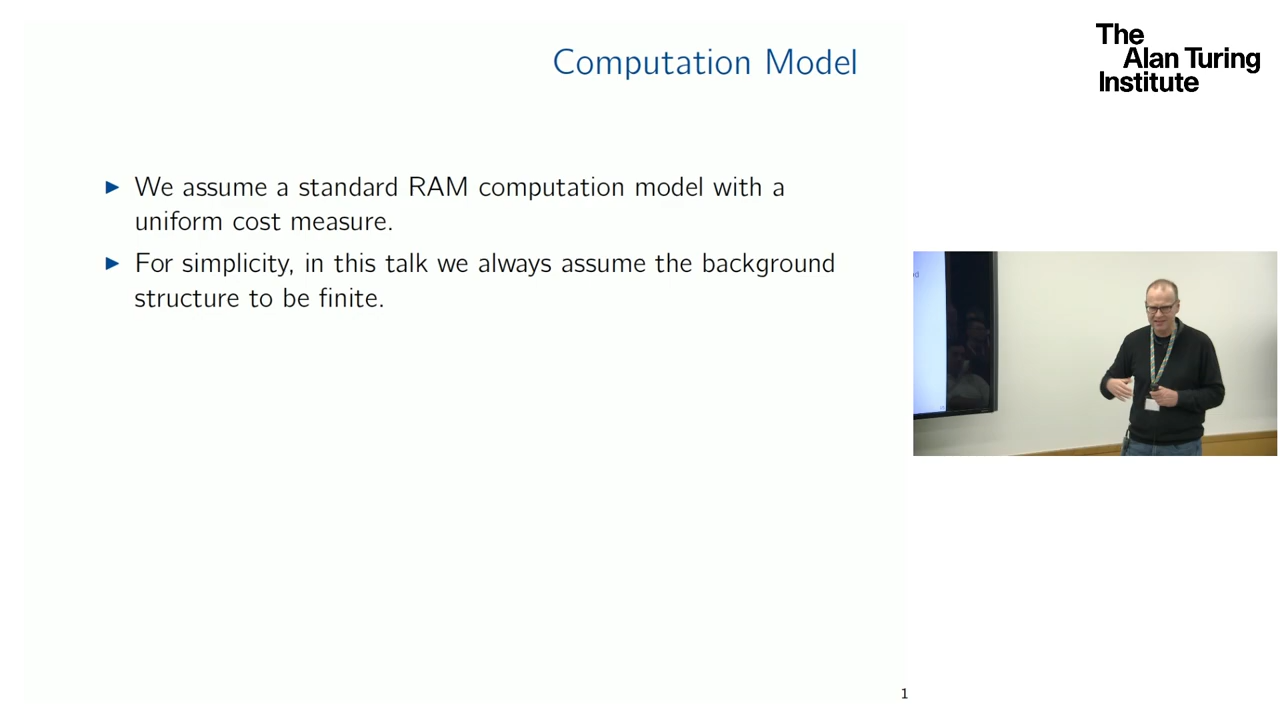 Computation Model
The
Alan Turing
Institute
► We assume a standard RAM computation model with a
uniform cost measure.
► For simplicity, in this talk we always assume the background
structure to be finite.
1